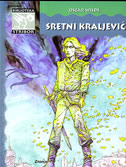 BIBLIOTEKA
STRIBOR
OSCAR WILDE
SRETNI KRALJEVIĆ